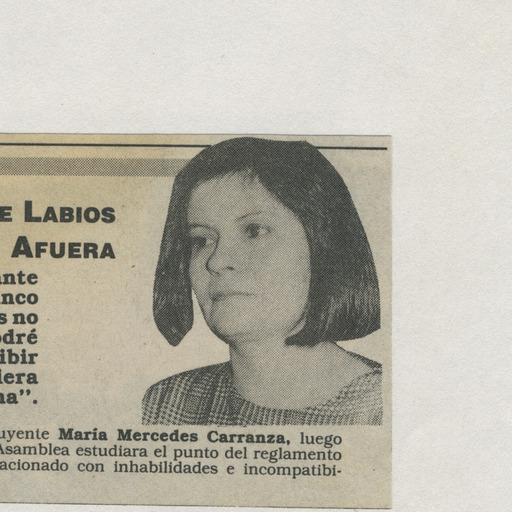 E LABIOS
AFUERA
ante
nco
s no
odré
ibir
iera
na”.
uyente María Mercedes Carranza, luego
Asamblea estudiara el punto del reglamento
acionado con inhabilidades e incompatibi-